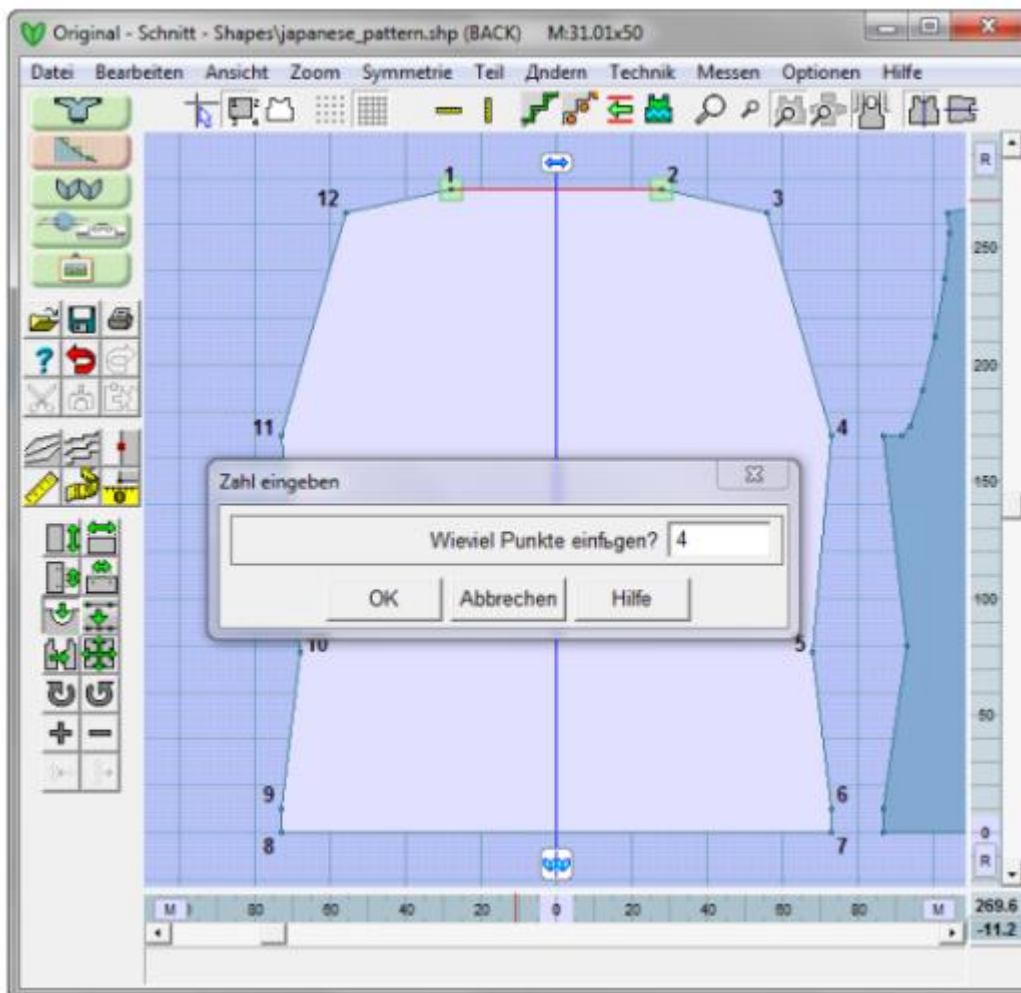 Original - Schnitt - Shapes\japanese_pattern.shp (BACK) M:31.01x50
Datei Bearbeiten Ansicht Zoom Symmetrie Teil Дndern Technik Messen Optionen Hilfe
R
1 2
12 3
250
200
11 4
Zahl eingeben
150
Wieviel Punkte einfьgen? 4
OK Abbrechen Hilfe
100
10 5
50
9 6
8 7
0
R
M 80 60 40 20 0 20 40 60 80 M
269.6
-11.2